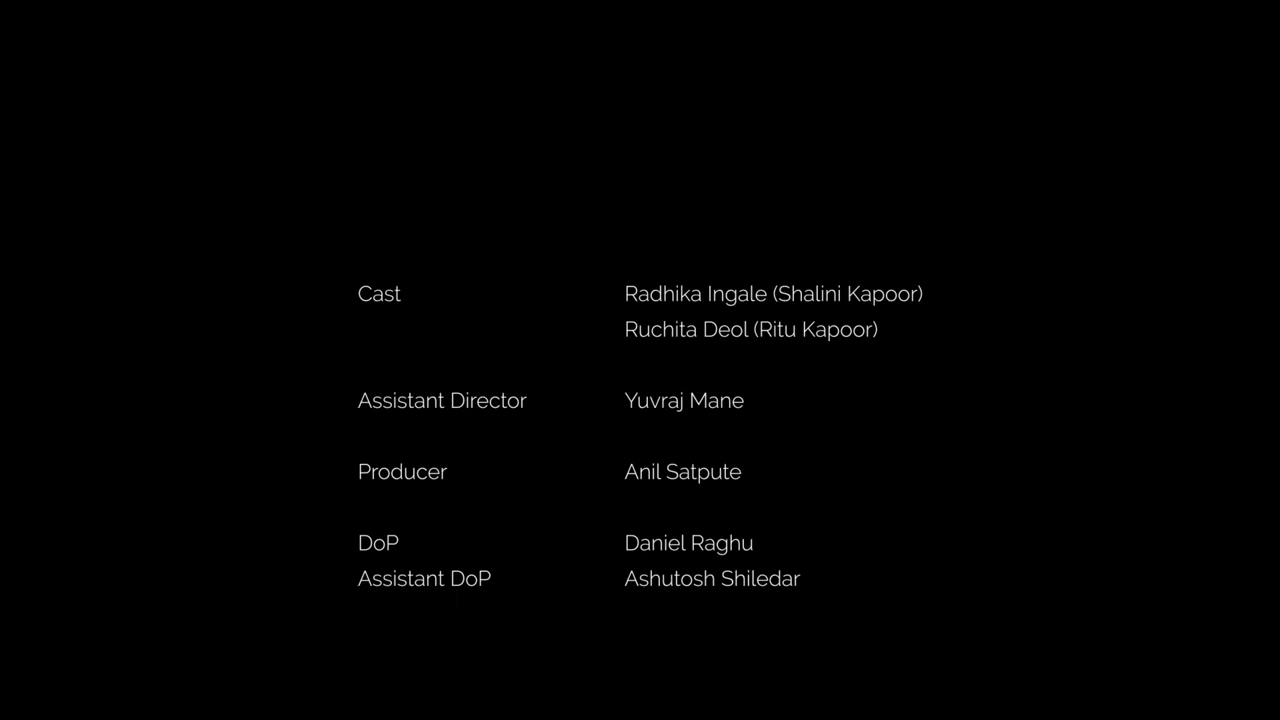 Cast Radhika Ingale (Shalini Kapoor)
Ruchita Deol (Ritu Kapoor)
Assistant Director Yuvraj Mane
Producer Anil Satpute
DoP Daniel Raghu
Assistant DoP Ashutosh Shiledar